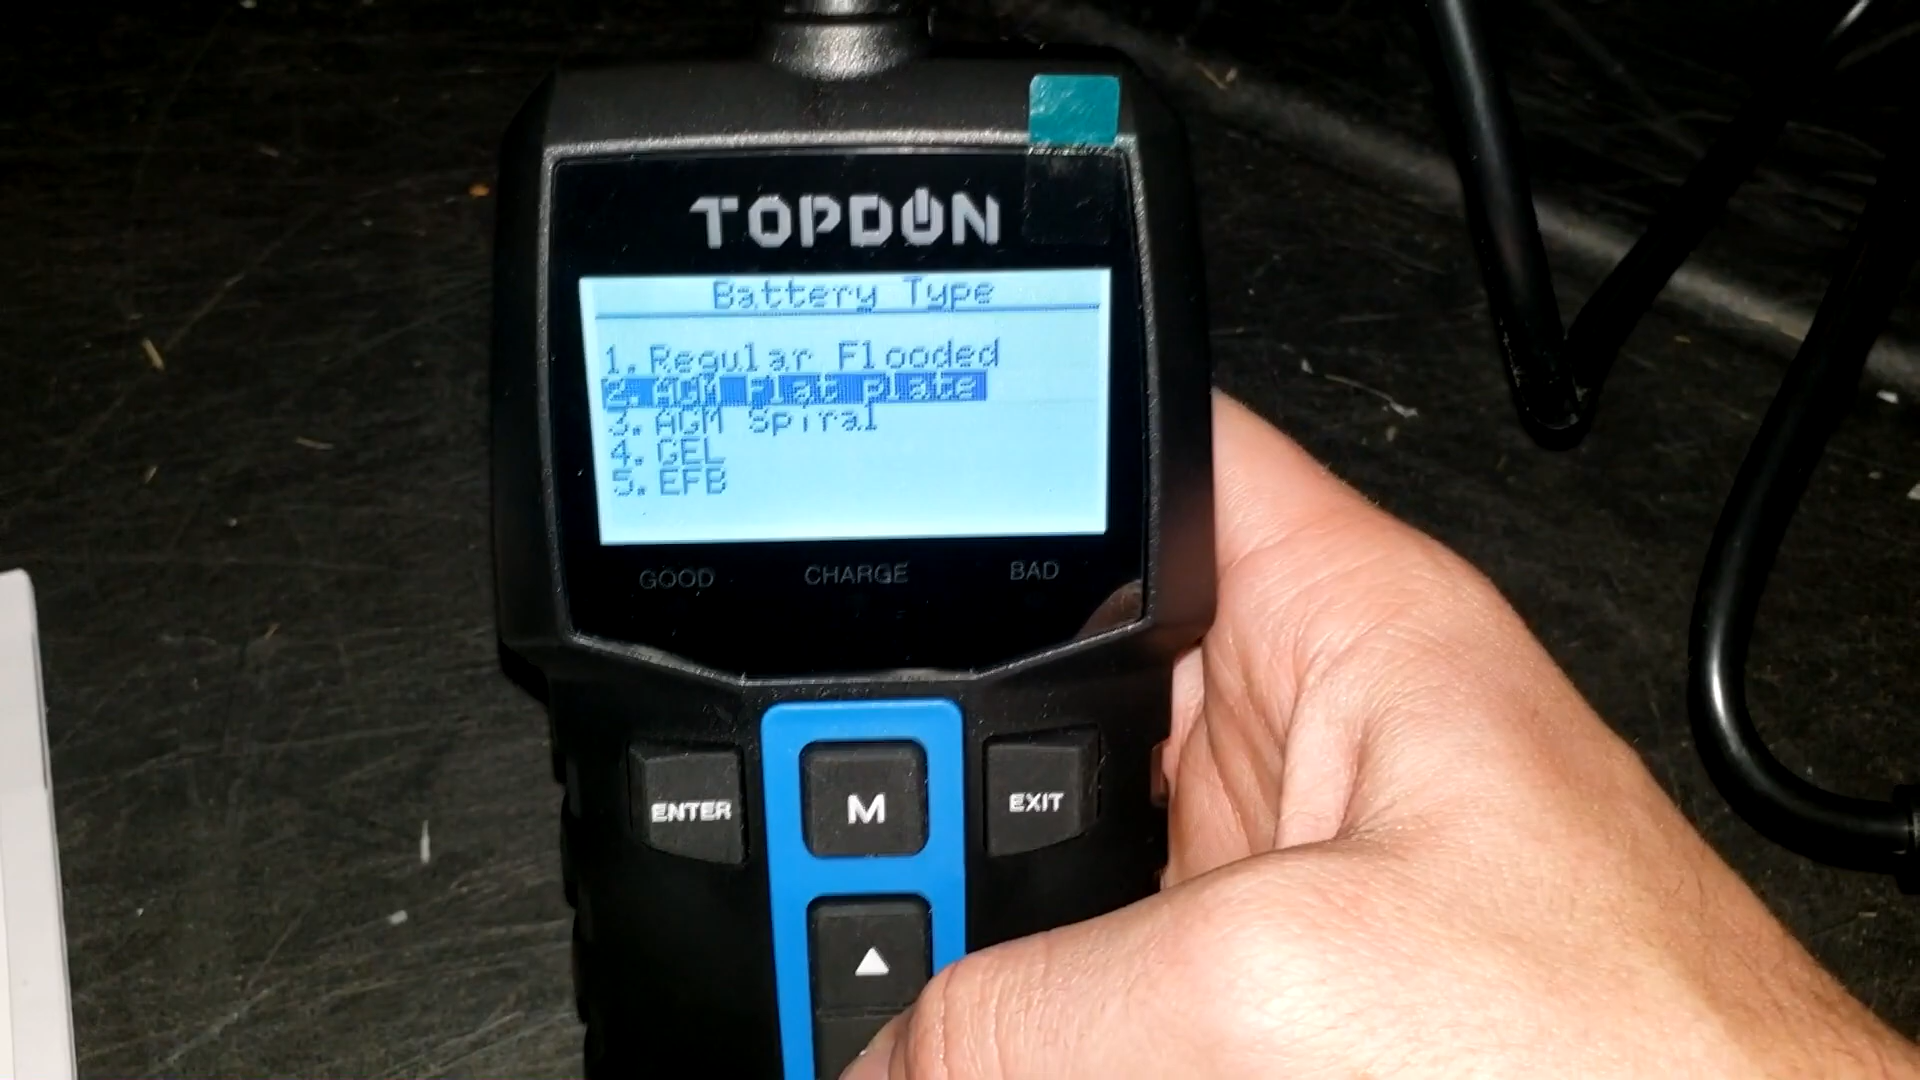 TOPDON
Battery Type
1. Regular Flooded
2. AGM Flat Plate
3. AGM Spiral
4. GEL
5. EFB
GOOD CHARGE BAD
ENTER M EXIT